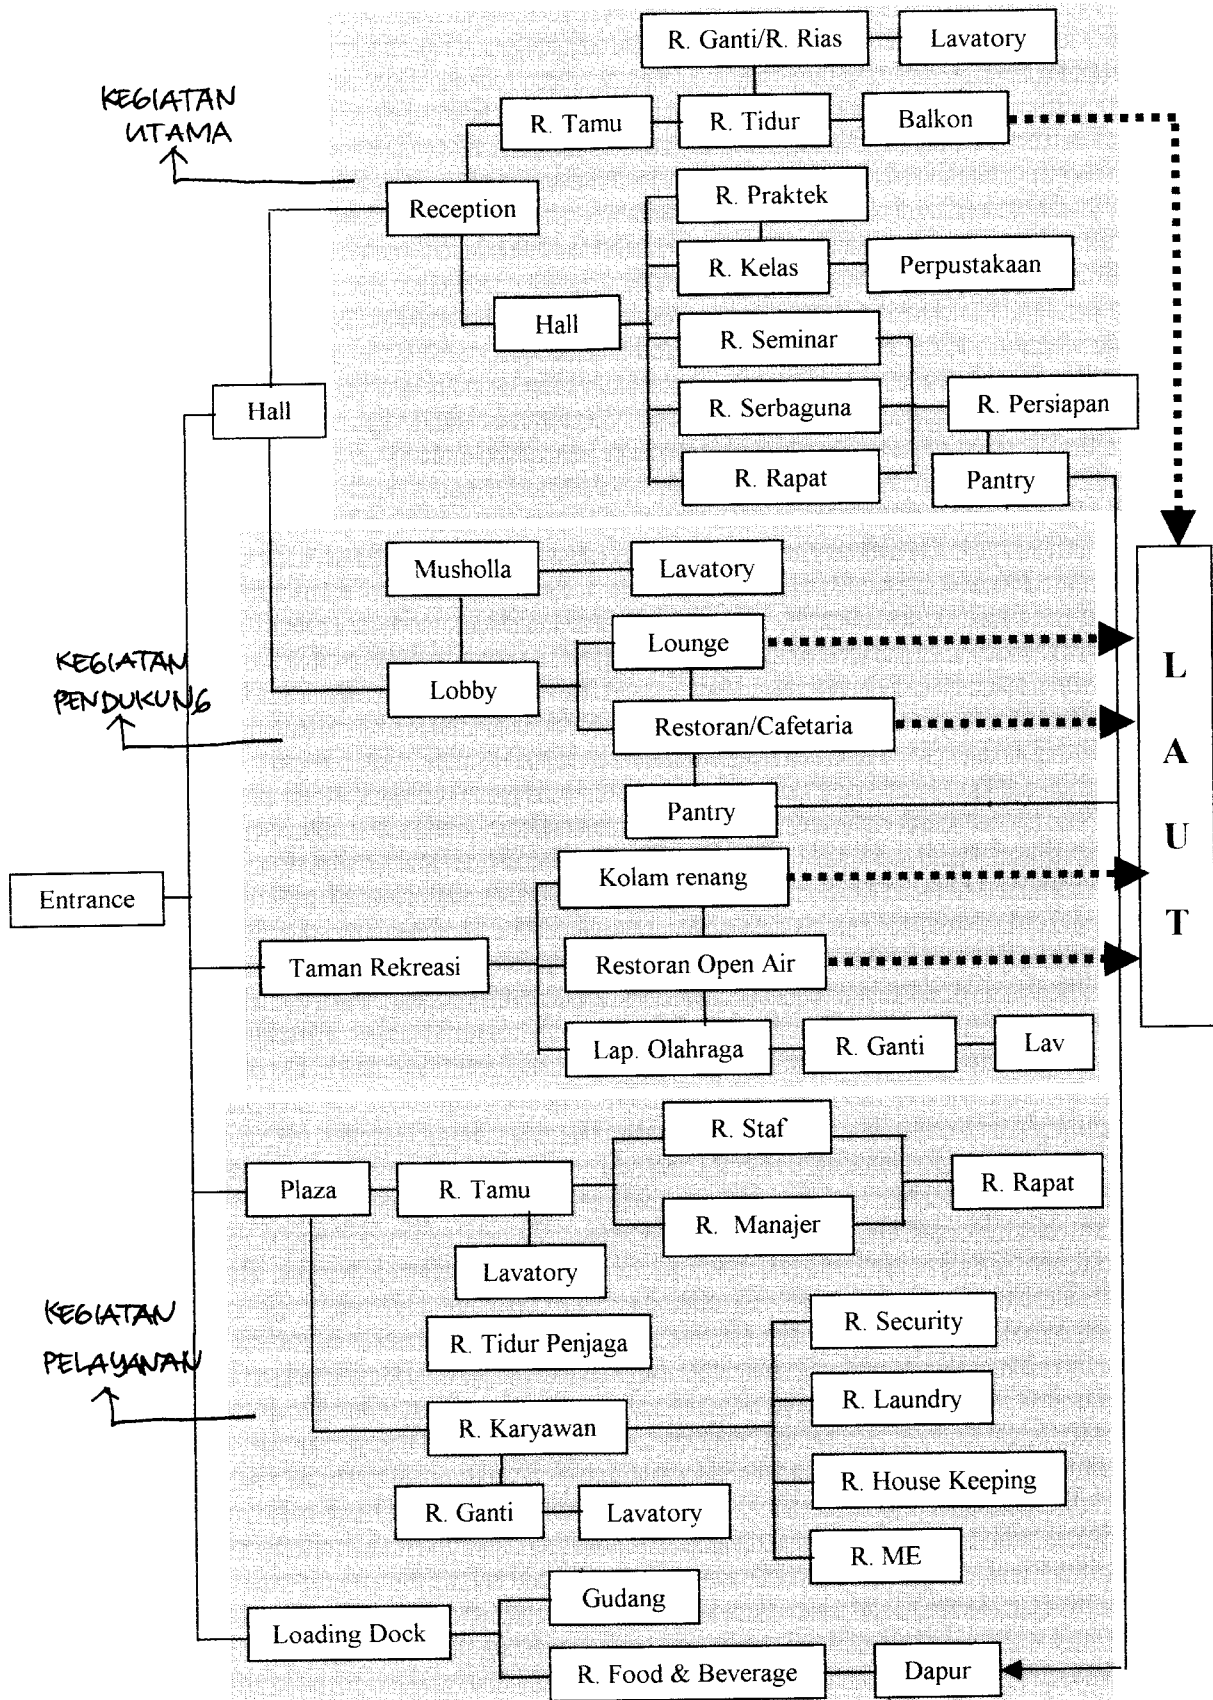 R. Ganti/R. Rias
Lavatory
KEGIATAN
UTAMA
R. Tamu
R. Tidur
Balkon
Reception
R. Praktek
R. Kelas
Perpustakaan
Hall
R. Seminar
Hall
R. Serbaguna
R. Persiapan
R. Rapat
Pantry
Musholla
Lavatory
KEGIATAN
PENDUKUNG
Lounge
Lobby
Restoran/Cafetaria
Pantry
L
A
U
T
Entrance
Kolam renang
Taman Rekreasi
Restoran Open Air
Lap. Olahraga
R. Ganti
Lav
R. Staf
Plaza
R. Tamu
R. Rapat
R. Manajer
Lavatory
KEGIATAN
PELAYANAN
R. Tidur Penjaga
R. Security
R. Laundry
R. Karyawan
R. House Keeping
R. Ganti
Lavatory
R. ME
Gudang
Loading Dock
R. Food & Beverage
Dapur